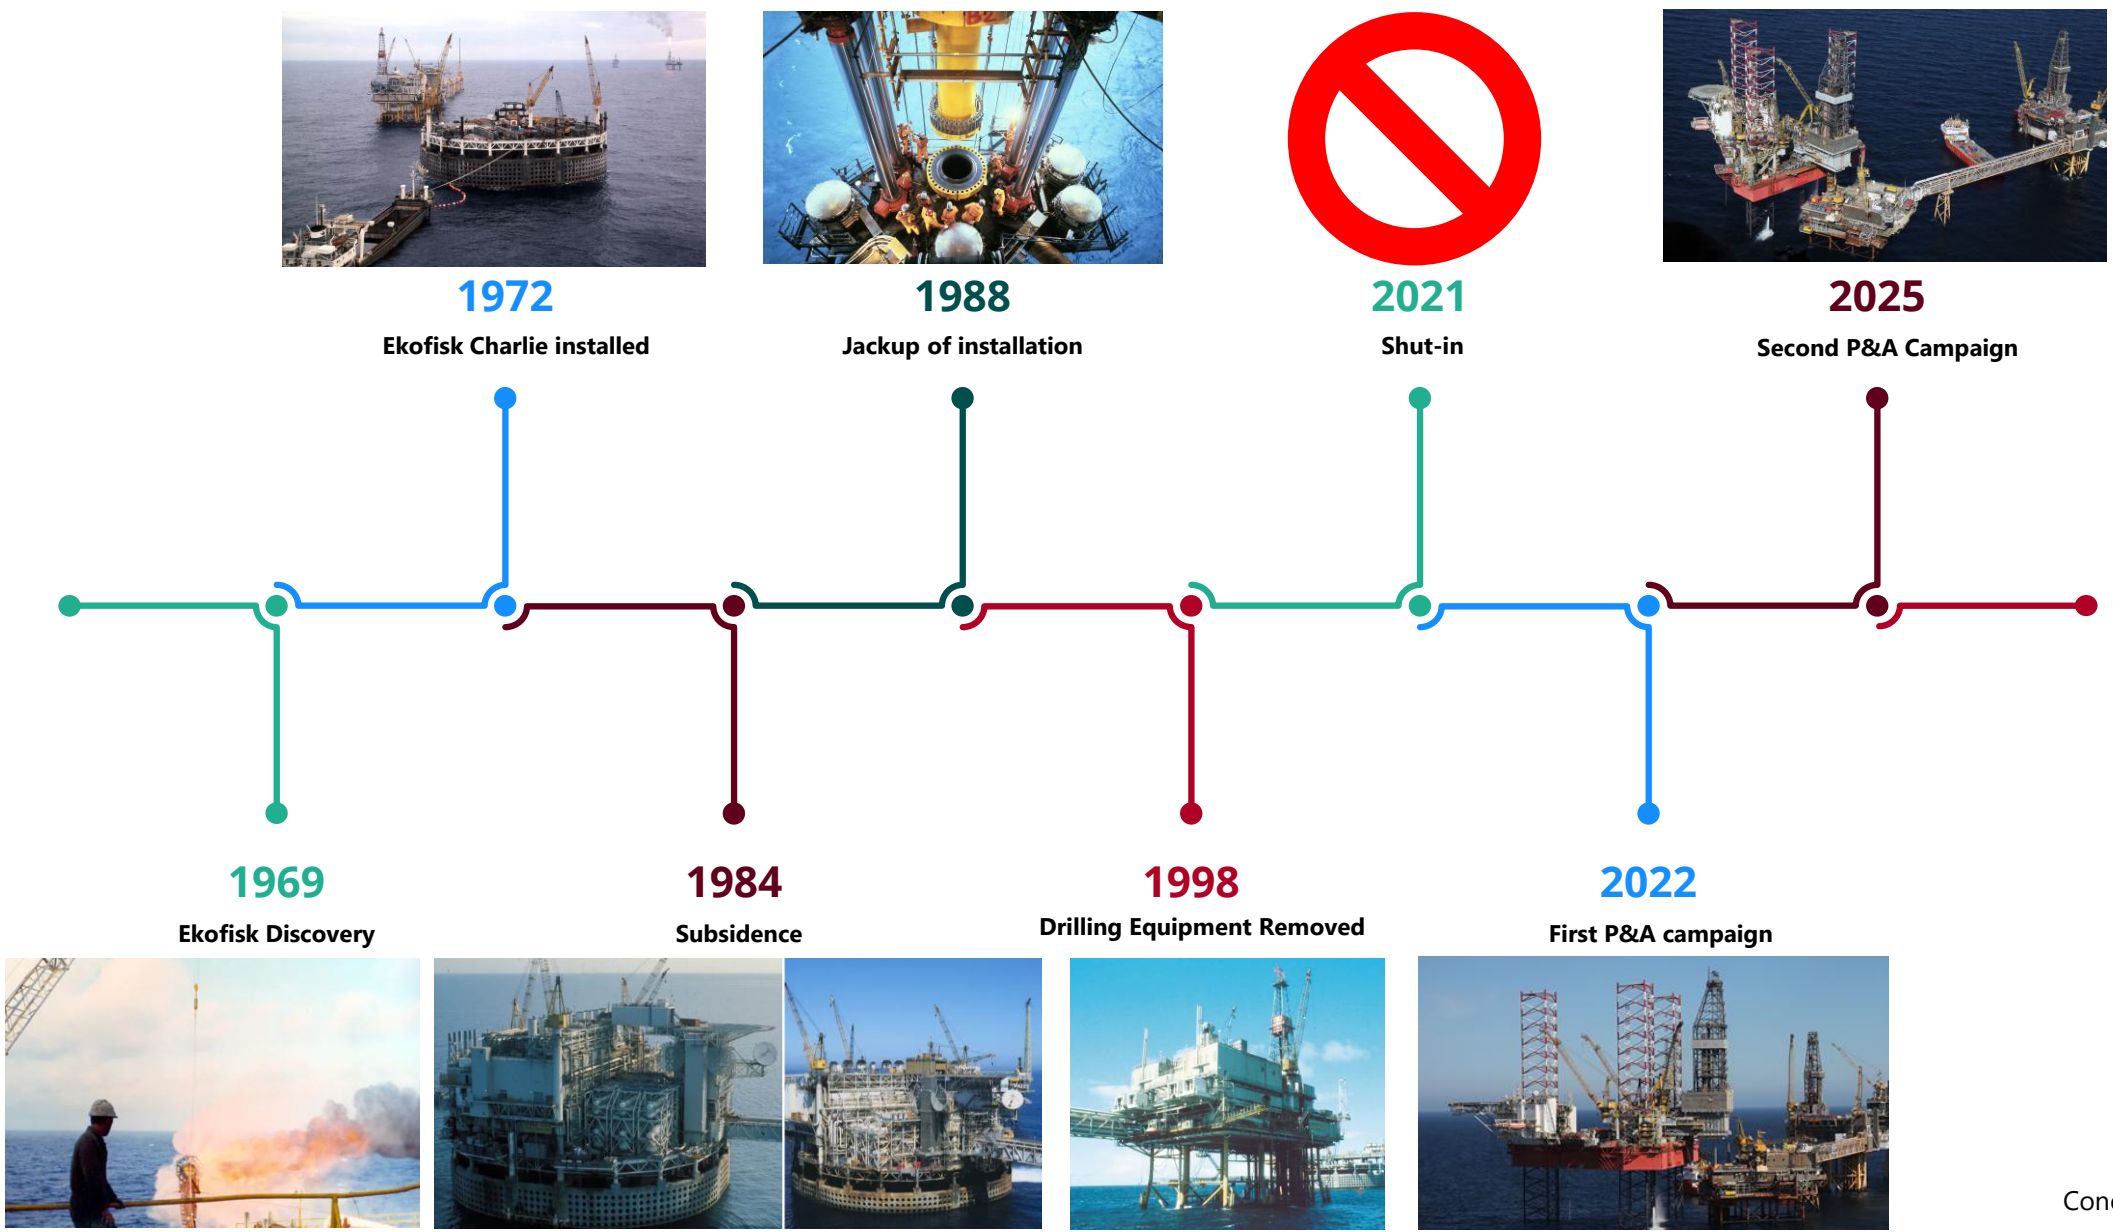 1972
Ekofisk Charlie installed
1988
Jackup of installation
2021
Shut-in
2025
Second P&A Campaign
1969
Ekofisk Discovery
1984
Subsidence
1998
Drilling Equipment Removed
2022
First P&A campaign